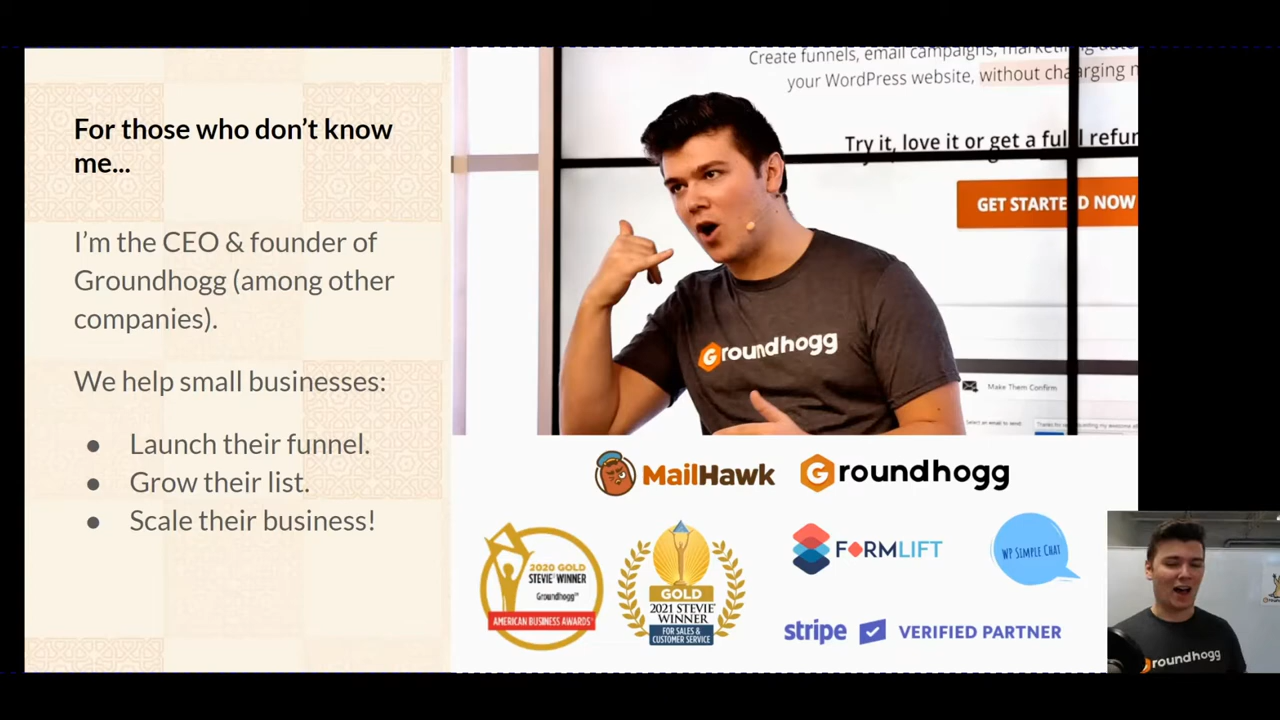 For those who don't know
me...
I'm the CEO & founder of
Groundhogg (among other
companies).
We help small businesses:
● Launch their funnel.
● Grow their list.
● Scale their business!
Create funnels, email campaigns, marketing
your WordPress website, without charging
Try it, love it or get a full refun
GET STARTED NOW
Groundhogg
Make Them Confirm
MailHawk
Groundhogg
2020 GOLD
STEVIE WINNER
Groundhogg™
AMERICAN BUSINESS AWARDS
GOLD
2021 STEVIE
WINNER
FOR SALES &
CUSTOMER SERVICE
FORMLIFT
WP SIMPLE CHAT
stripe VERIFIED PARTNER
Groundhogg